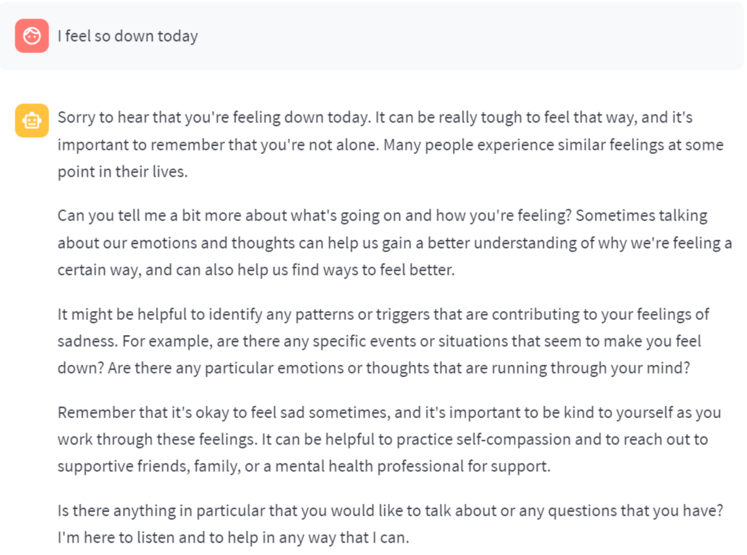 I feel so down today
Sorry to hear that you're feeling down today. It can be really tough to feel that way, and it's
important to remember that you're not alone. Many people experience similar feelings at some
point in their lives.
Can you tell me a bit more about what's going on and how you're feeling? Sometimes talking
about our emotions and thoughts can help us gain a better understanding of why we're feeling a
certain way, and can also help us find ways to feel better.
It might be helpful to identify any patterns or triggers that are contributing to your feelings of
sadness. For example, are there any specific events or situations that seem to make you feel
down? Are there any particular emotions or thoughts that are running through your mind?
Remember that it's okay to feel sad sometimes, and it's important to be kind to yourself as you
work through these feelings. It can be helpful to practice self-compassion and to reach out to
supportive friends, family, or a mental health professional for support.
Is there anything in particular that you would like to talk about or any questions that you have?
I'm here to listen and to help in any way that I can.